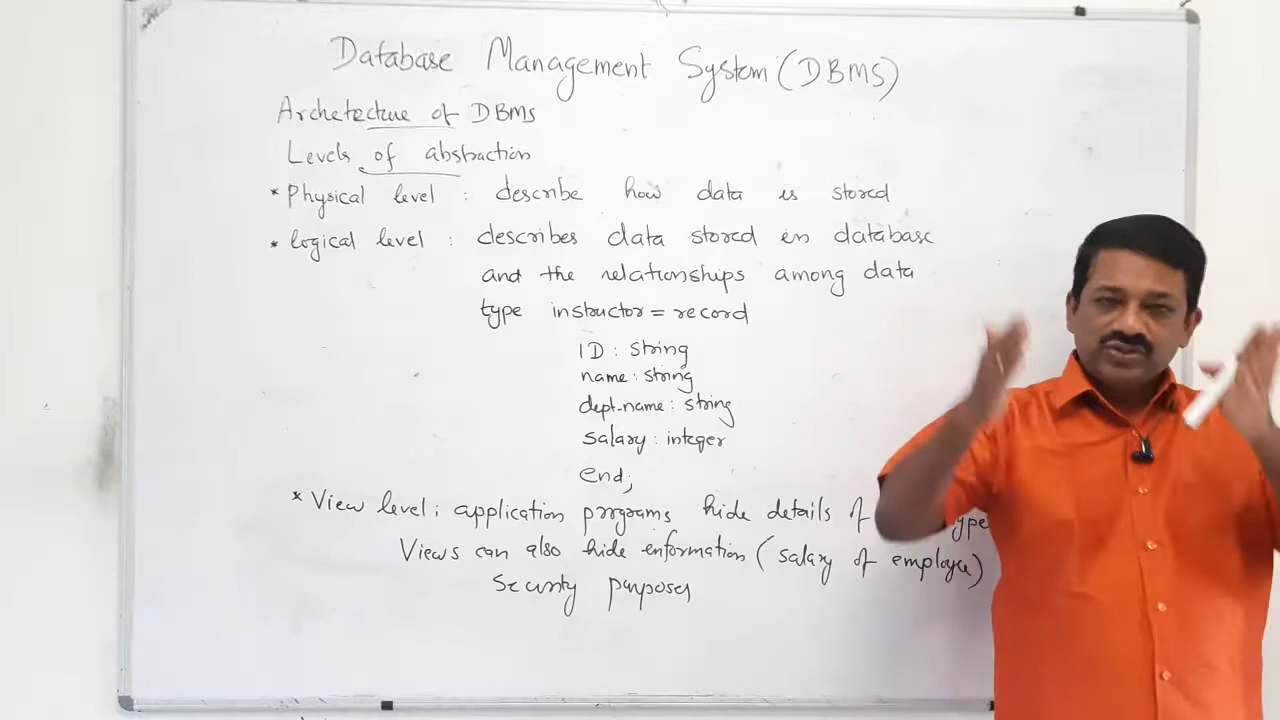 Database Management System (DBMS)
Archetecture of DBMS
Levels of abstraction
* Physical level : describe how data is stored
* logical level : describes data stored in database
and the relationships among data
type instructor = record
ID : string
name : string
dept-name : string
salary : integer
end;
* View level : application programs hide details of
Views can also hide information ( salary of employee )
Security purposes